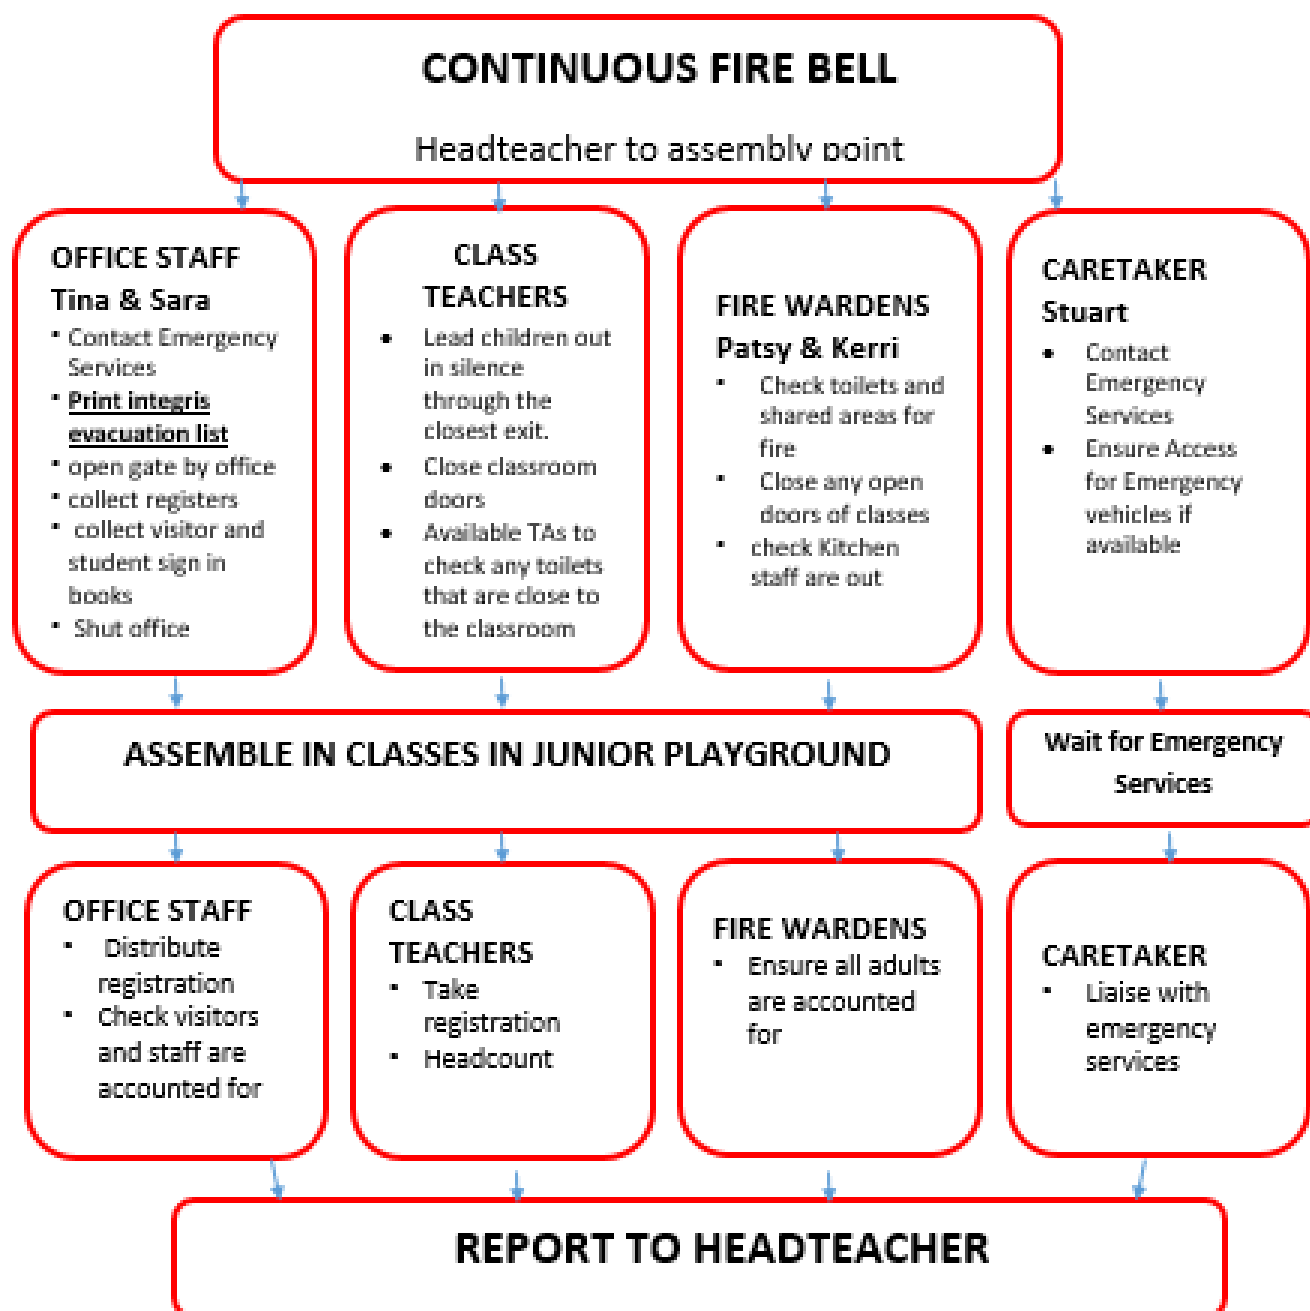 CONTINUOUS FIRE BELL
Headteacher to assembly point
OFFICE STAFF
Tina & Sara
▪ Contact Emergency
Services
▪ Print integris
evacuation list
▪ open gate by office
▪ collect registers
▪ collect visitor and
student sign in
books
▪ Shut office
CLASS
TEACHERS
• Lead children out
in silence
through the
closest exit.
• Close classroom
doors
• Available TAs to
check any toilets
that are close to
the classroom
FIRE WARDENS
Patsy & Kerri
▪ Check toilets and
shared areas for
fire
▪ Close any open
doors of classes
▪ check Kitchen
staff are out
CARETAKER
Stuart
• Contact
Emergency
Services
• Ensure Access
for Emergency
vehicles if
available
ASSEMBLE IN CLASSES IN JUNIOR PLAYGROUND
Wait for Emergency
Services
OFFICE STAFF
▪ Distribute
registration
▪ Check visitors
and staff are
accounted for
CLASS
TEACHERS
▪ Take
registration
▪ Headcount
FIRE WARDENS
▪ Ensure all adults
are accounted
for
CARETAKER
▪ Liaise with
emergency
services
REPORT TO HEADTEACHER